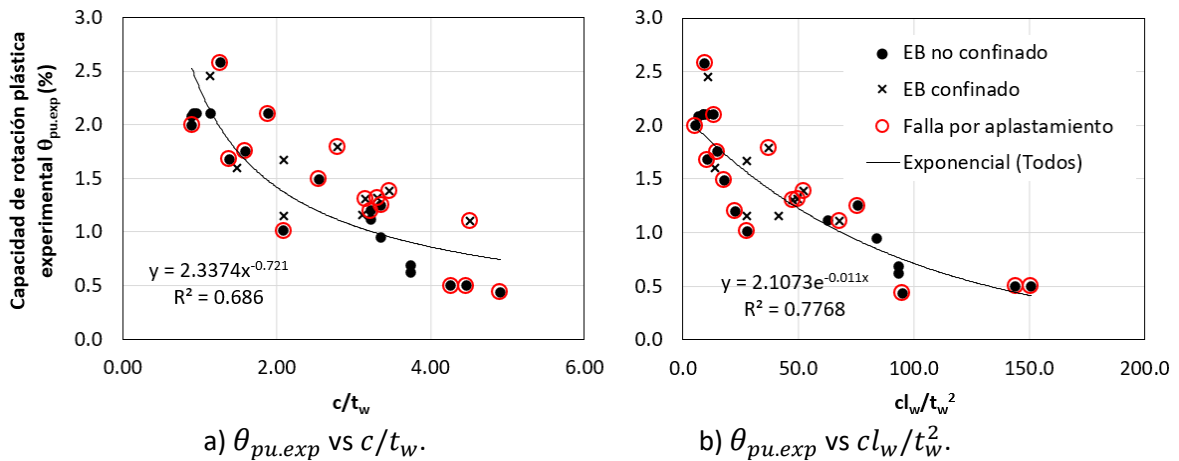 Capacidad de rotación plástica
experimental θpu.exp (%)
3.0
2.5
2.0
1.5
1.0
0.5
0.0
y = 2.3374x^-0.721
R² = 0.686
0.00 2.00 4.00 6.00
c/tw
a) θpu.exp vs c/tw.
3.0
2.5
2.0
1.5
1.0
0.5
0.0
EB no confinado
EB confinado
Falla por aplastamiento
Exponencial (Todos)
y = 2.1073e^-0.011x
R² = 0.7768
0.0 50.0 100.0 150.0 200.0
clw/tw²
b) θpu.exp vs clw/tw².